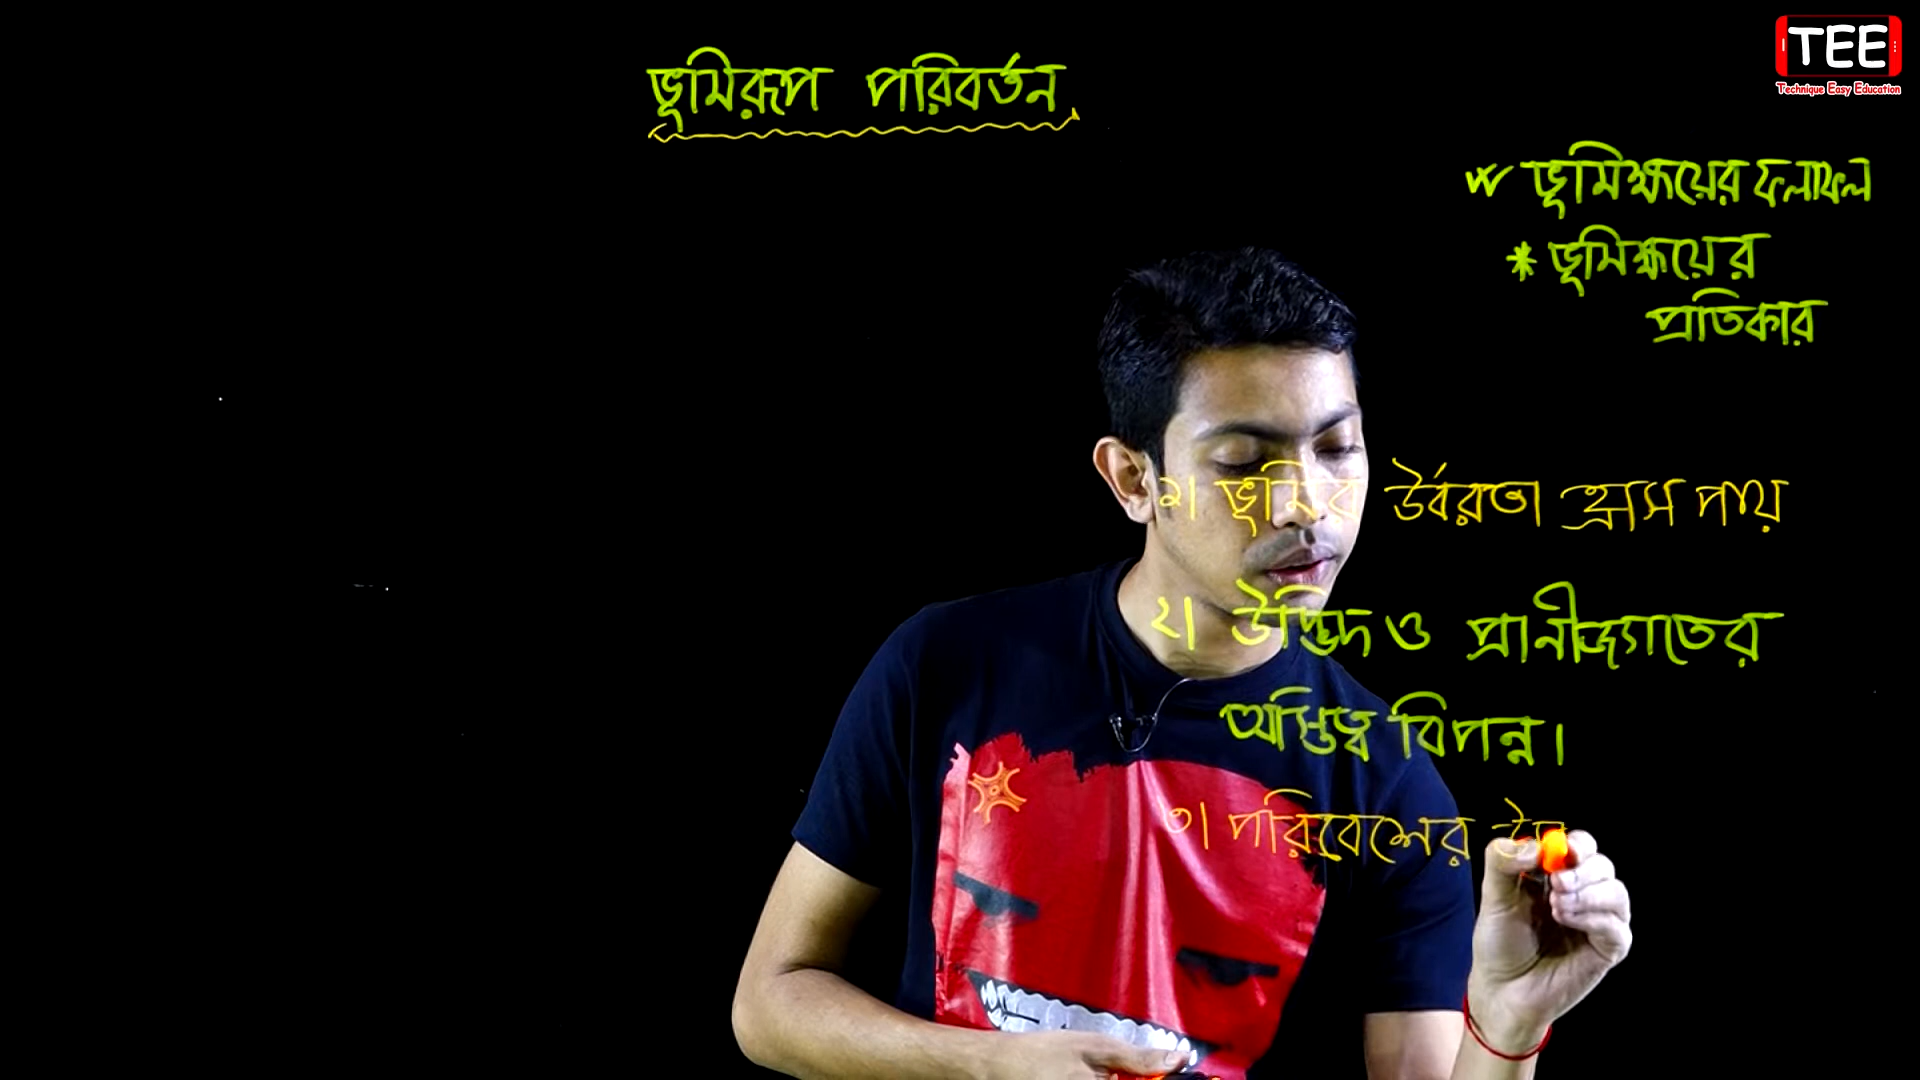 TEE
Technique Easy Education
ভূমিরূপ পরিবর্তন
ভূমিক্ষয়ের ফলাফল
* ভূমিক্ষয়ের
প্রতিকার
১। ভূমির উর্বরতা হ্রাস পায়
২। উদ্ভিদ ও প্রানীজগতের
অস্তিত্ব বিপন্ন।
৩। পরিবেশের